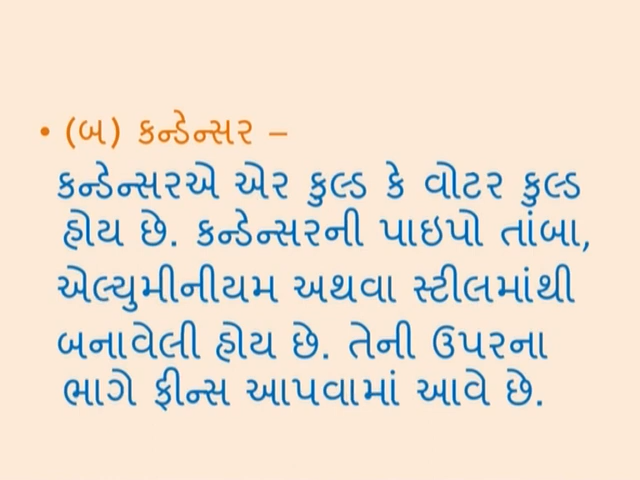 • (બ) કન્ડેન્સર –
કન્ડેન્સરએ એર કુલ્ડ કે વોટર કુલ્ડ
હોય છે. કન્ડેન્સરની પાઇપો તાંબા,
એલ્યુમીનીયમ અથવા સ્ટીલમાંથી
બનાવેલી હોય છે. તેની ઉપરના
ભાગે ફીન્સ આપવામાં આવે છે.